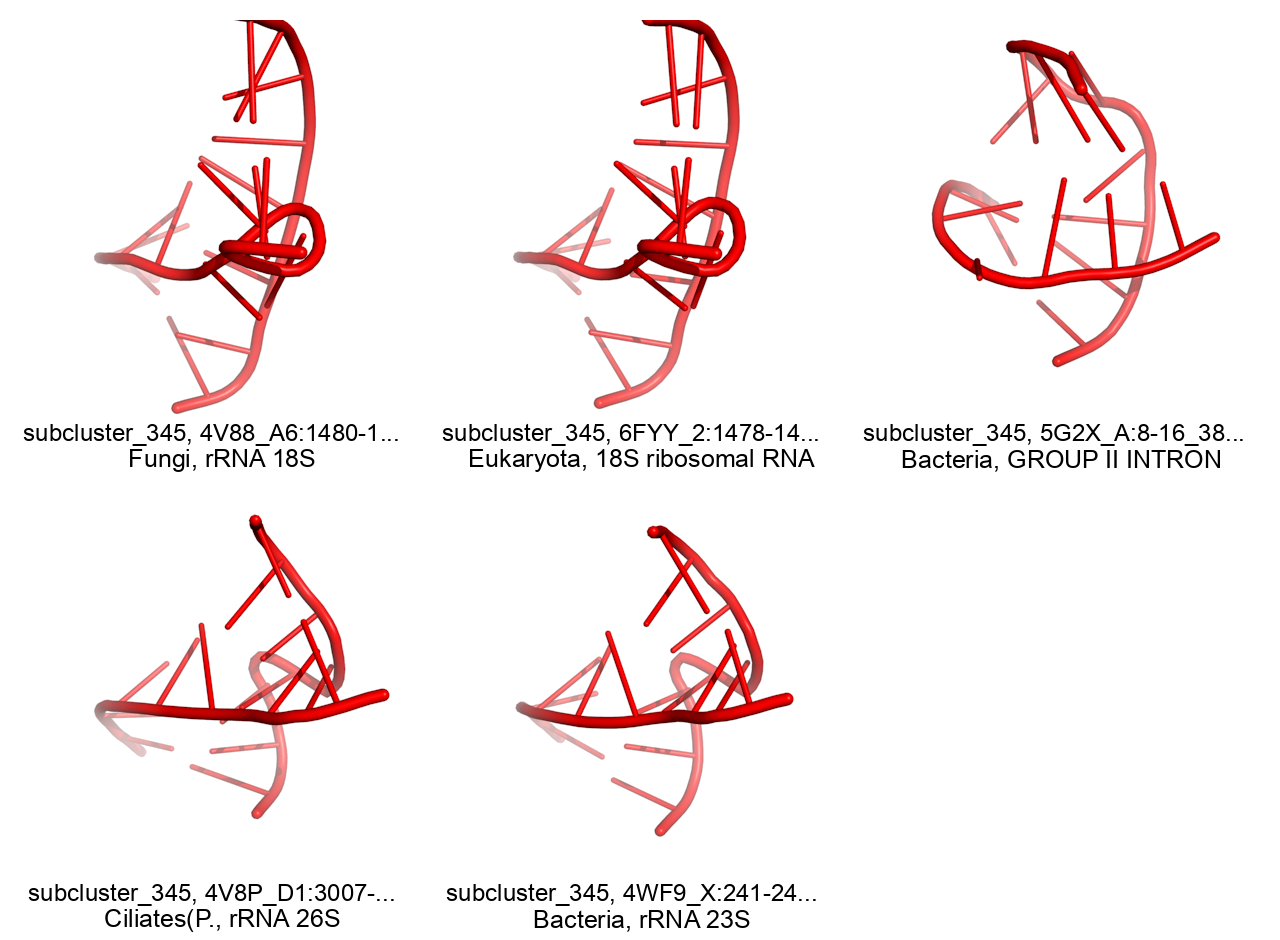 subcluster_345, 4V88_A6:1480-1...
Fungi, rRNA 18S
subcluster_345, 6FYY_2:1478-14...
Eukaryota, 18S ribosomal RNA
subcluster_345, 5G2X_A:8-16_38...
Bacteria, GROUP II INTRON
subcluster_345, 4V8P_D1:3007-...
Ciliates(P., rRNA 26S
subcluster_345, 4WF9_X:241-24...
Bacteria, rRNA 23S